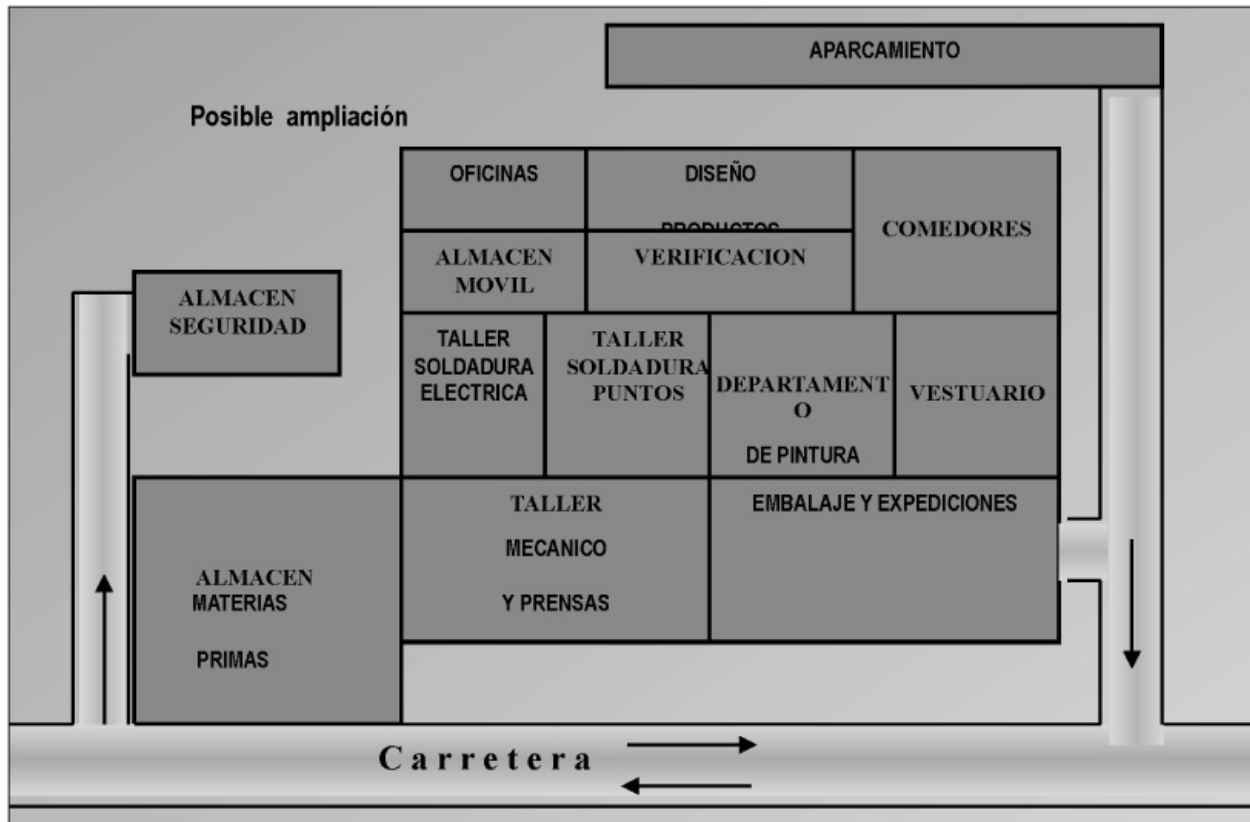 APARCAMIENTO
Posible ampliación
OFICINAS
DISEÑO
PRODUCTOS
COMEDORES
ALMACEN
MOVIL
VERIFICACION
ALMACEN
SEGURIDAD
TALLER
SOLDADURA
ELECTRICA
TALLER
SOLDADURA
PUNTOS
DEPARTAMENT
O
DE PINTURA
VESTUARIO
ALMACEN
MATERIAS
PRIMAS
TALLER
MECANICO
Y PRENSAS
EMBALAJE Y EXPEDICIONES
Carretera